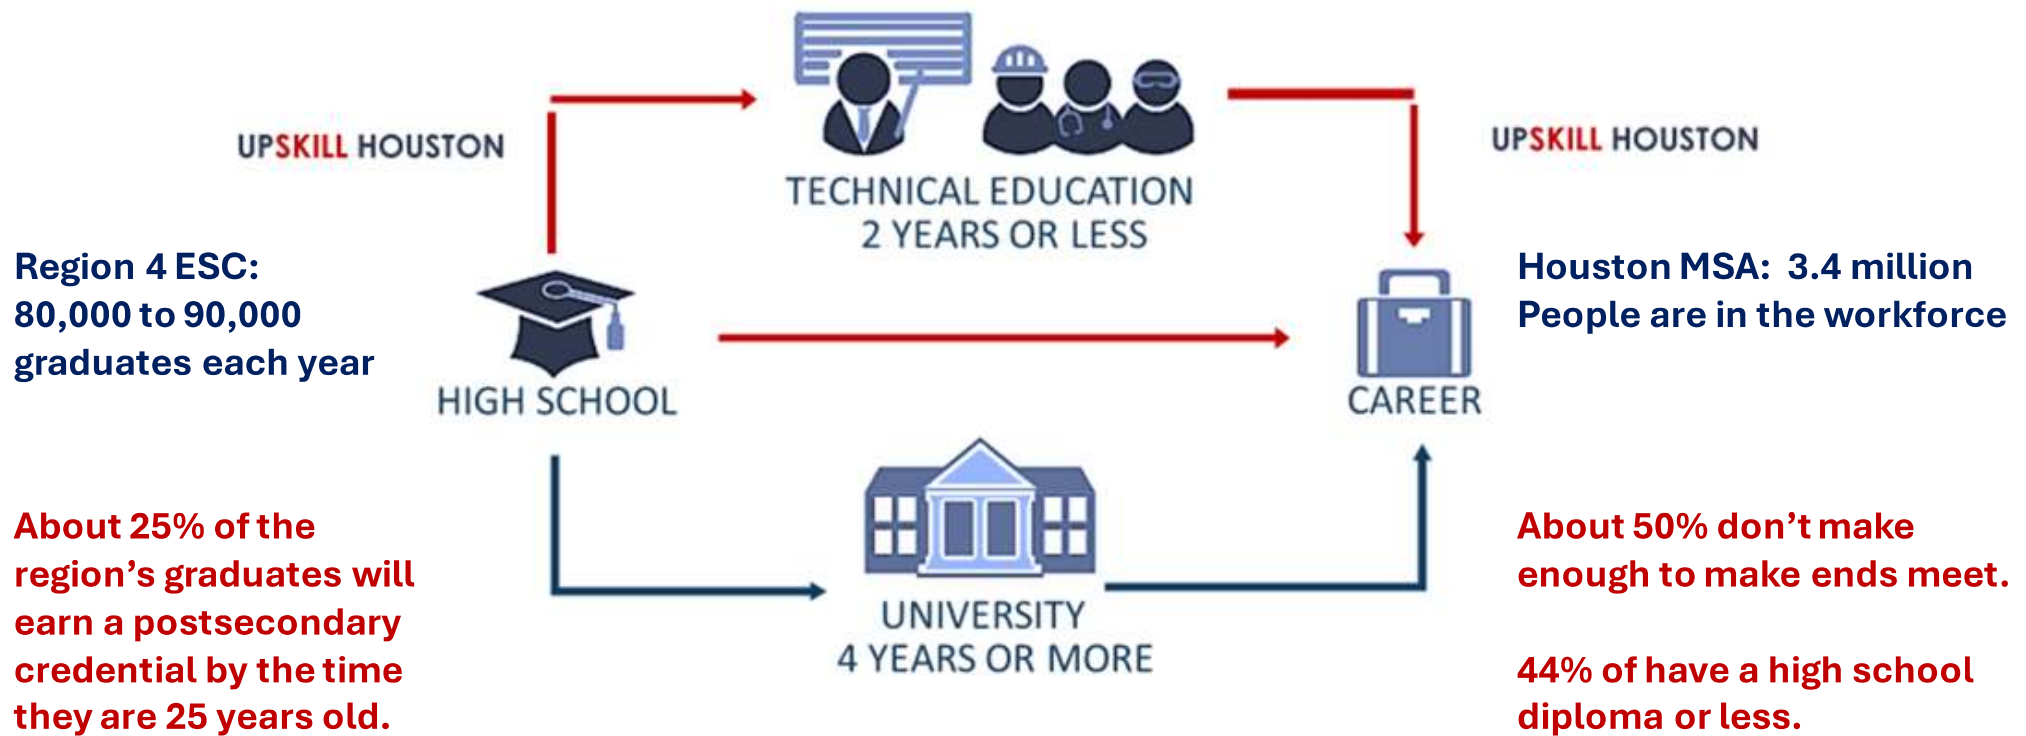 UPSKILL HOUSTON
UPSKILL HOUSTON
TECHNICAL EDUCATION
2 YEARS OR LESS
Region 4 ESC:
80,000 to 90,000
graduates each year
Houston MSA:  3.4 million
People are in the workforce
HIGH SCHOOL
CAREER
About 25% of the
region’s graduates will
earn a postsecondary
credential by the time
they are 25 years old.
UNIVERSITY
4 YEARS OR MORE
About 50% don’t make
enough to make ends meet.
44% of have a high school
diploma or less.